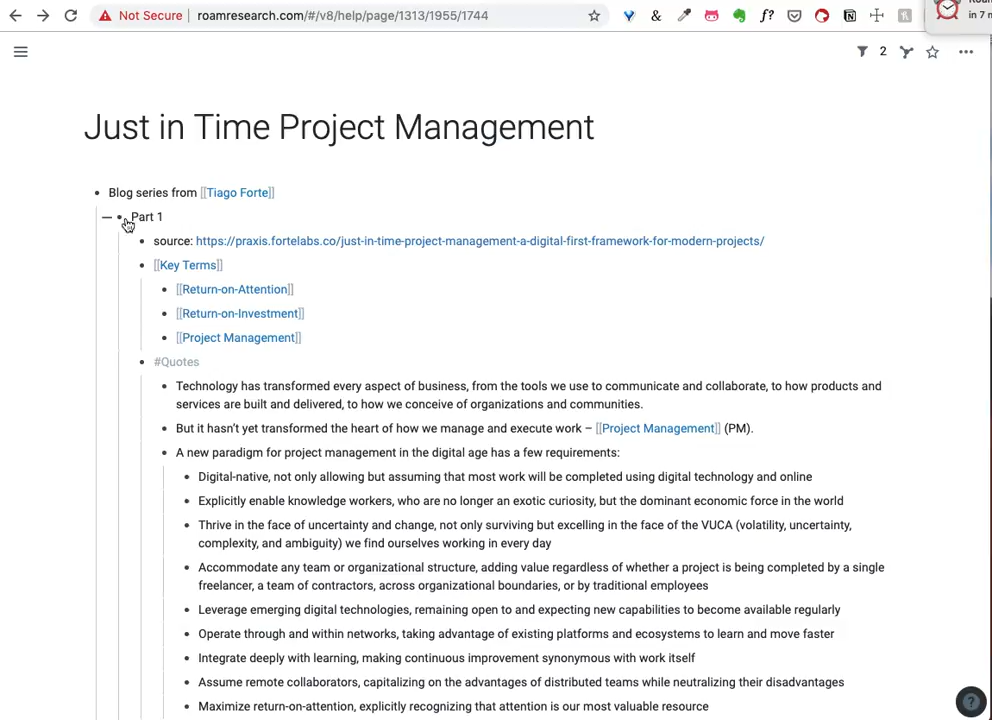 Not Secure roamresearch.com/#/v8/help/page/1313/1955/1744
& f?
in 7 m
2
Just in Time Project Management
Blog series from [[Tiago Forte]]
Part 1
source: https://praxis.fortelabs.co/just-in-time-project-management-a-digital-first-framework-for-modern-projects/
[[Key Terms]]
[[Return-on-Attention]]
[[Return-on-Investment]]
[[Project Management]]
#Quotes
Technology has transformed every aspect of business, from the tools we use to communicate and collaborate, to how products and
services are built and delivered, to how we conceive of organizations and communities.
But it hasn't yet transformed the heart of how we manage and execute work – [[Project Management]] (PM).
A new paradigm for project management in the digital age has a few requirements:
Digital-native, not only allowing but assuming that most work will be completed using digital technology and online
Explicitly enable knowledge workers, who are no longer an exotic curiosity, but the dominant economic force in the world
Thrive in the face of uncertainty and change, not only surviving but excelling in the face of the VUCA (volatility, uncertainty,
complexity, and ambiguity) we find ourselves working in every day
Accommodate any team or organizational structure, adding value regardless of whether a project is being completed by a single
freelancer, a team of contractors, across organizational boundaries, or by traditional employees
Leverage emerging digital technologies, remaining open to and expecting new capabilities to become available regularly
Operate through and within networks, taking advantage of existing platforms and ecosystems to learn and move faster
Integrate deeply with learning, making continuous improvement synonymous with work itself
Assume remote collaborators, capitalizing on the advantages of distributed teams while neutralizing their disadvantages
Maximize return-on-attention, explicitly recognizing that attention is our most valuable resource
?